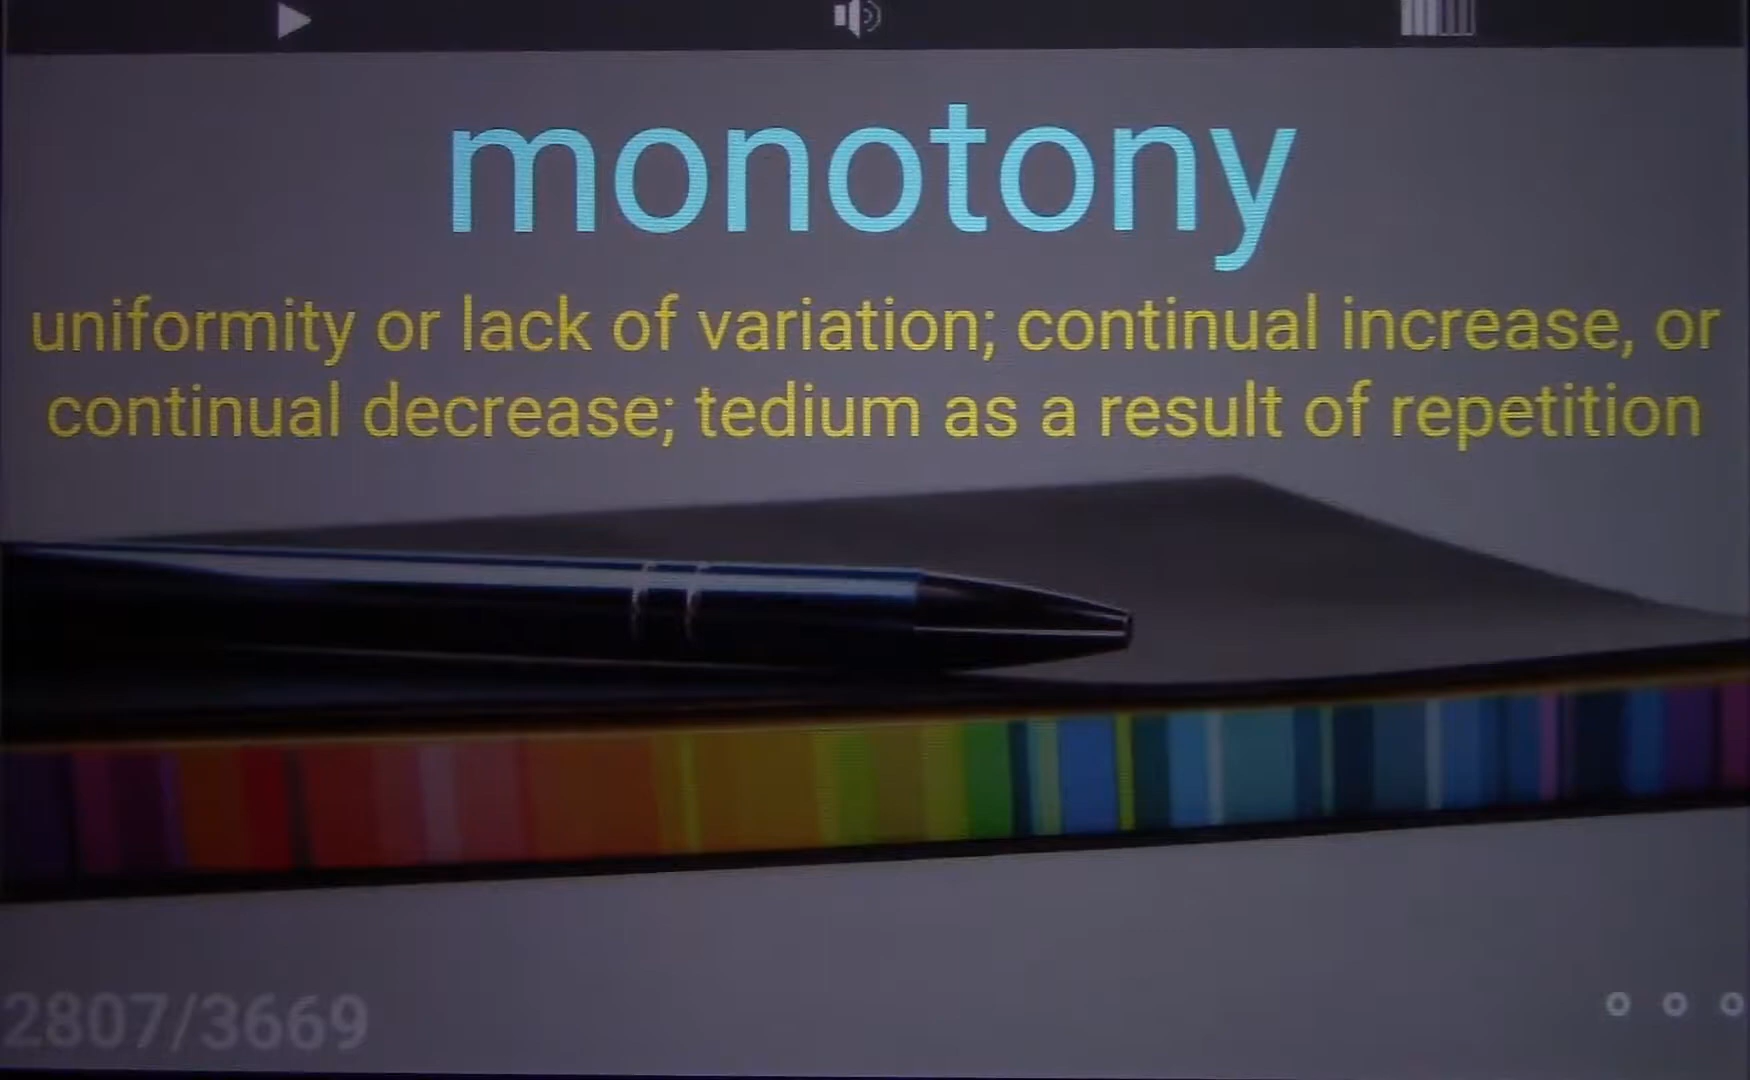 monotony
uniformity or lack of variation; continual increase, or
continual decrease; tedium as a result of repetition
2807/3669